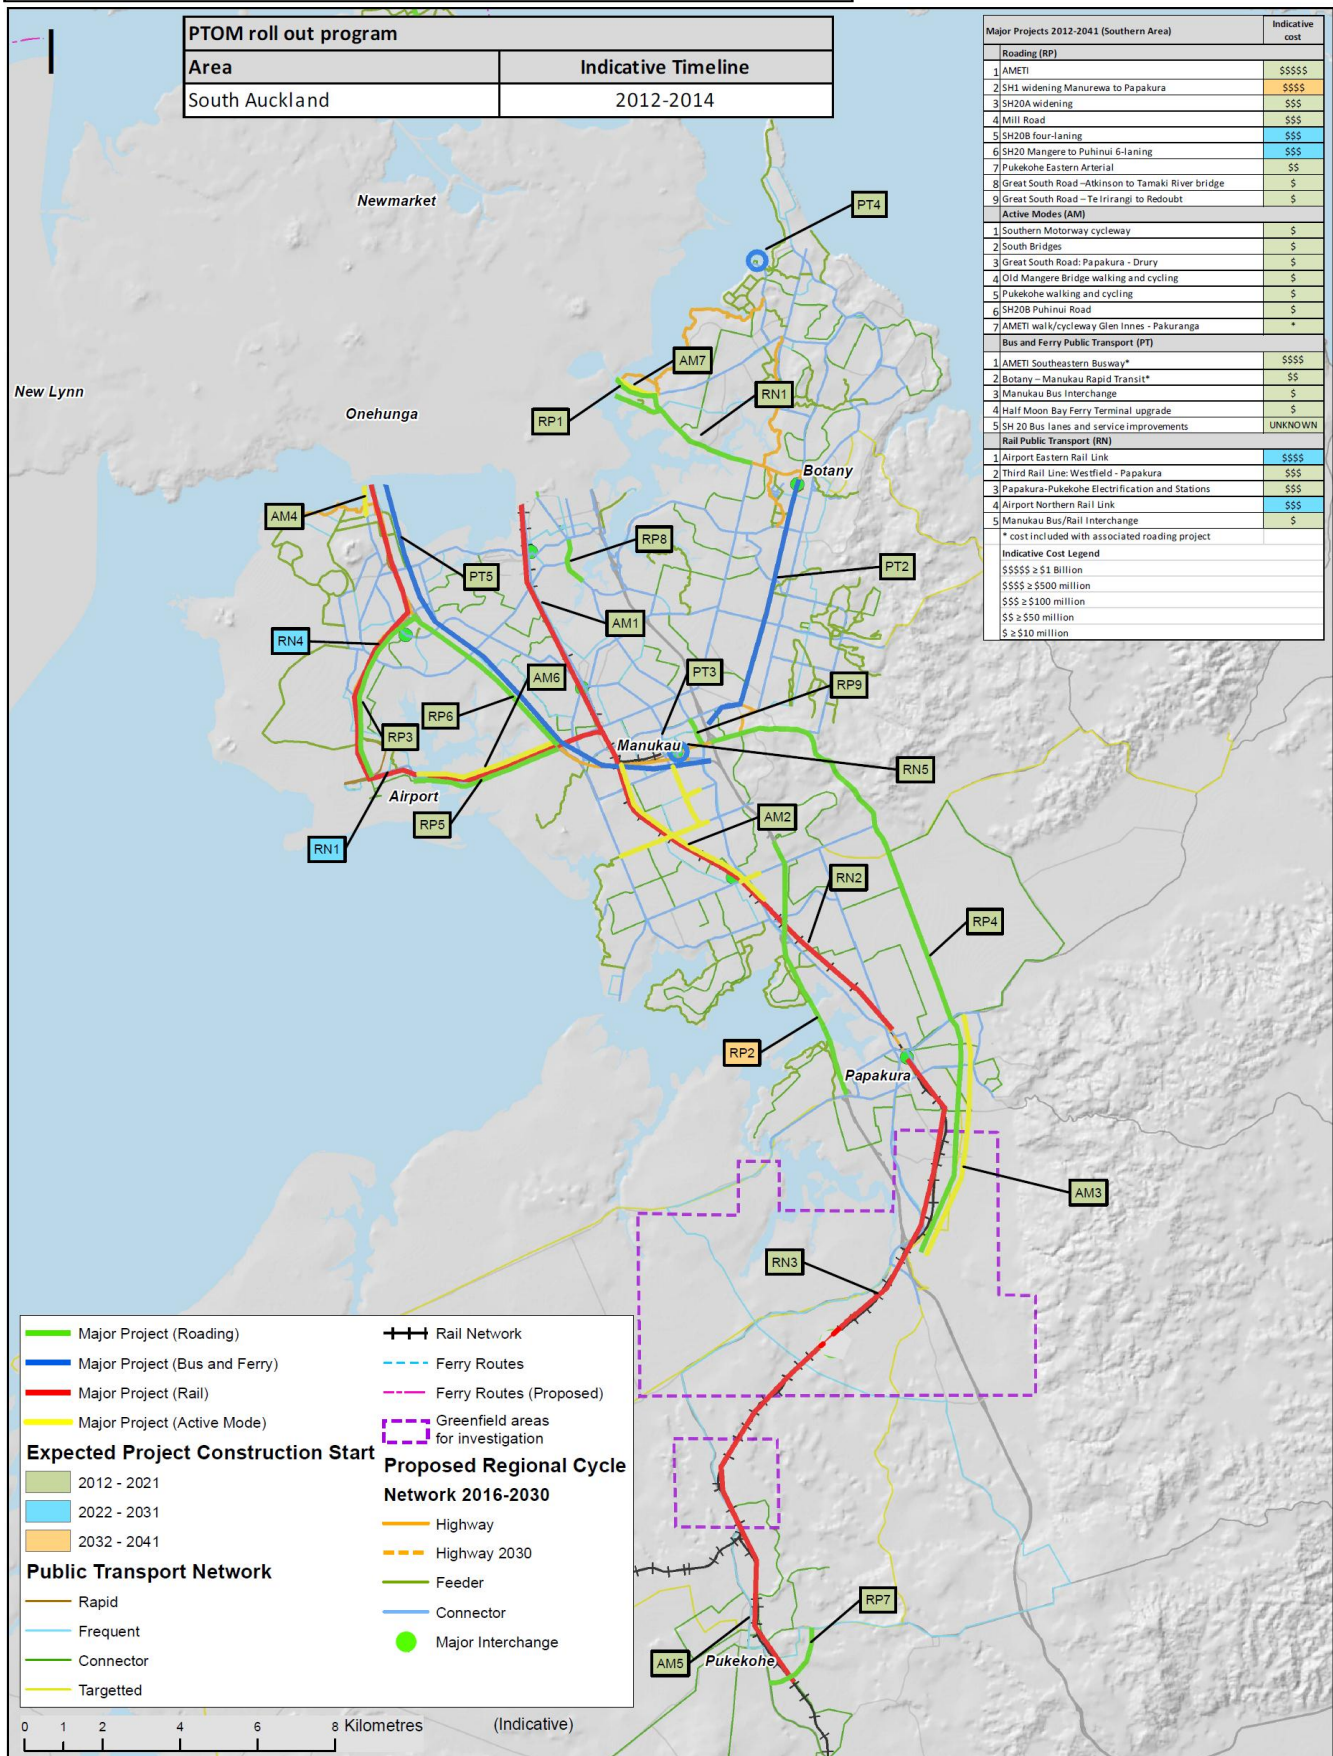 PTOM roll out program
Area Indicative Timeline
South Auckland 2012-2014
Major Projects 2012-2041 (Southern Area) Indicative cost
Roading (RP)
1 AMETI $$$$$
2 SH1 widening Manurewa to Papakura $$$$
3 SH20A widening $$$
4 Mill Road $$$
5 SH20B four-laning $$$
6 SH20 Mangere to Puhinui 6-laning $$$
7 Pukekohe Eastern Arterial $$
8 Great South Road –Atkinson to Tamaki River bridge $
9 Great South Road – Te Irirangi to Redoubt $
Active Modes (AM)
1 Southern Motorway cycleway $
2 South Bridges $
3 Great South Road: Papakura - Drury $
4 Old Mangere Bridge walking and cycling $
5 Pukekohe walking and cycling $
6 SH20B Puhinui Road $
7 AMETI walk/cycleway Glen Innes - Pakuranga *
Bus and Ferry Public Transport (PT)
1 AMETI Southeastern Busway* $$$$
2 Botany – Manukau Rapid Transit* $$
3 Manukau Bus Interchange $
4 Half Moon Bay Ferry Terminal upgrade $
5 SH 20 Bus lanes and service improvements UNKNOWN
Rail Public Transport (RN)
1 Airport Eastern Rail Link $$$$
2 Third Rail Line: Westfield - Papakura $$$
3 Papakura-Pukekohe Electrification and Stations $$$
4 Airport Northern Rail Link $$$
5 Manukau Bus/Rail Interchange $
* cost included with associated roading project
Indicative Cost Legend
$$$$$ ≥ $1 Billion
$$$$ ≥ $500 million
$$$ ≥ $100 million
$$ ≥ $50 million
$ ≥ $10 million
Newmarket
PT4
AM7
New Lynn
RN1
Onehunga
RP1
Botany
AM4
RP8
PT2
PT5
AM1
RN4
PT3
AM6
RP9
RP6
RP3
Manukau
RN5
Airport
RP5
AM2
RN1
RN2
RP4
RP2
Papakura
AM3
RN3
RP7
AM5
Pukekohe
Major Project (Roading)
Major Project (Bus and Ferry)
Major Project (Rail)
Major Project (Active Mode)
Expected Project Construction Start
2012 - 2021
2022 - 2031
2032 - 2041
Public Transport Network
Rapid
Frequent
Connector
Targetted
Rail Network
Ferry Routes
Ferry Routes (Proposed)
Greenfield areas
for investigation
Proposed Regional Cycle
Network 2016-2030
Highway
Highway 2030
Feeder
Connector
Major Interchange
0 1 2 4 6 8 Kilometres (Indicative)